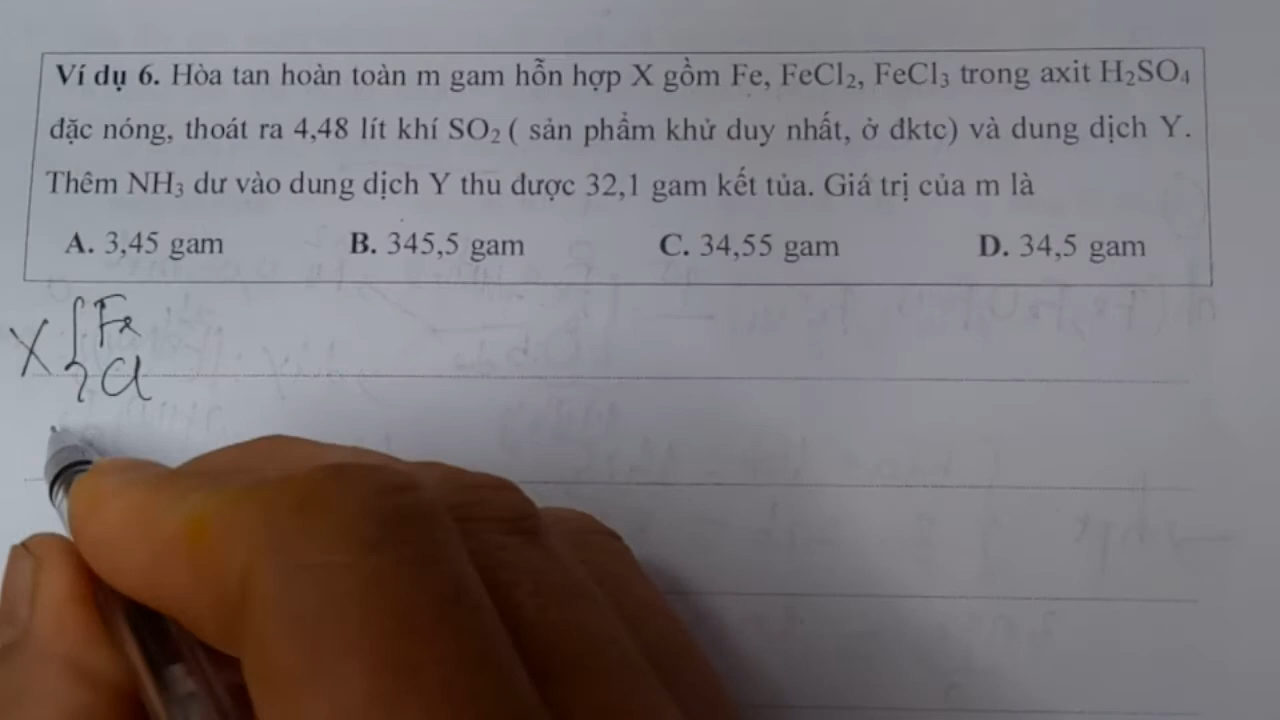 Ví dụ 6. Hòa tan hoàn toàn m gam hỗn hợp X gồm Fe, FeCl₂, FeCl₃ trong axit H₂SO₄
đặc nóng, thoát ra 4,48 lít khí SO₂ ( sản phẩm khử duy nhất, ở đktc) và dung dịch Y.
Thêm NH₃ dư vào dung dịch Y thu được 32,1 gam kết tủa. Giá trị của m là
A. 3,45 gam B. 345,5 gam C. 34,55 gam D. 34,5 gam
X { Fe
Cl